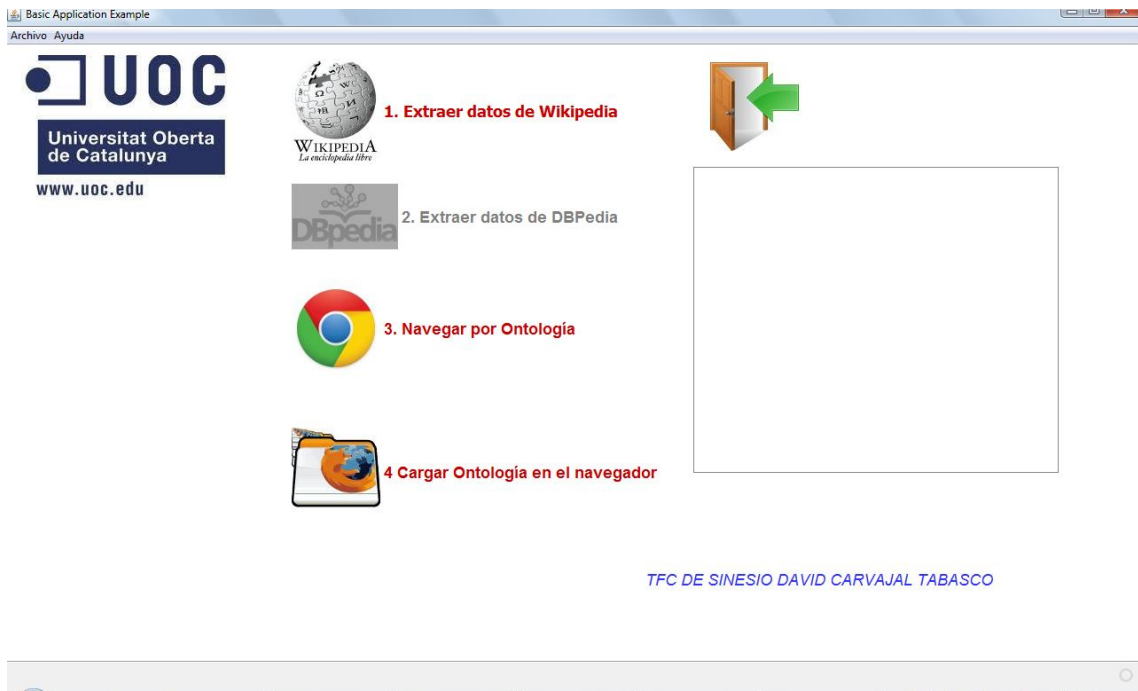 Basic Application Example
Archivo Ayuda
UOC
Universitat Oberta
de Catalunya
www.uoc.edu
WIKIPEDIA
La enciclopedia libre
1. Extraer datos de Wikipedia
DBpedia
2. Extraer datos de DBPedia
3. Navegar por Ontología
4 Cargar Ontología en el navegador
TFC DE SINESIO DAVID CARVAJAL TABASCO